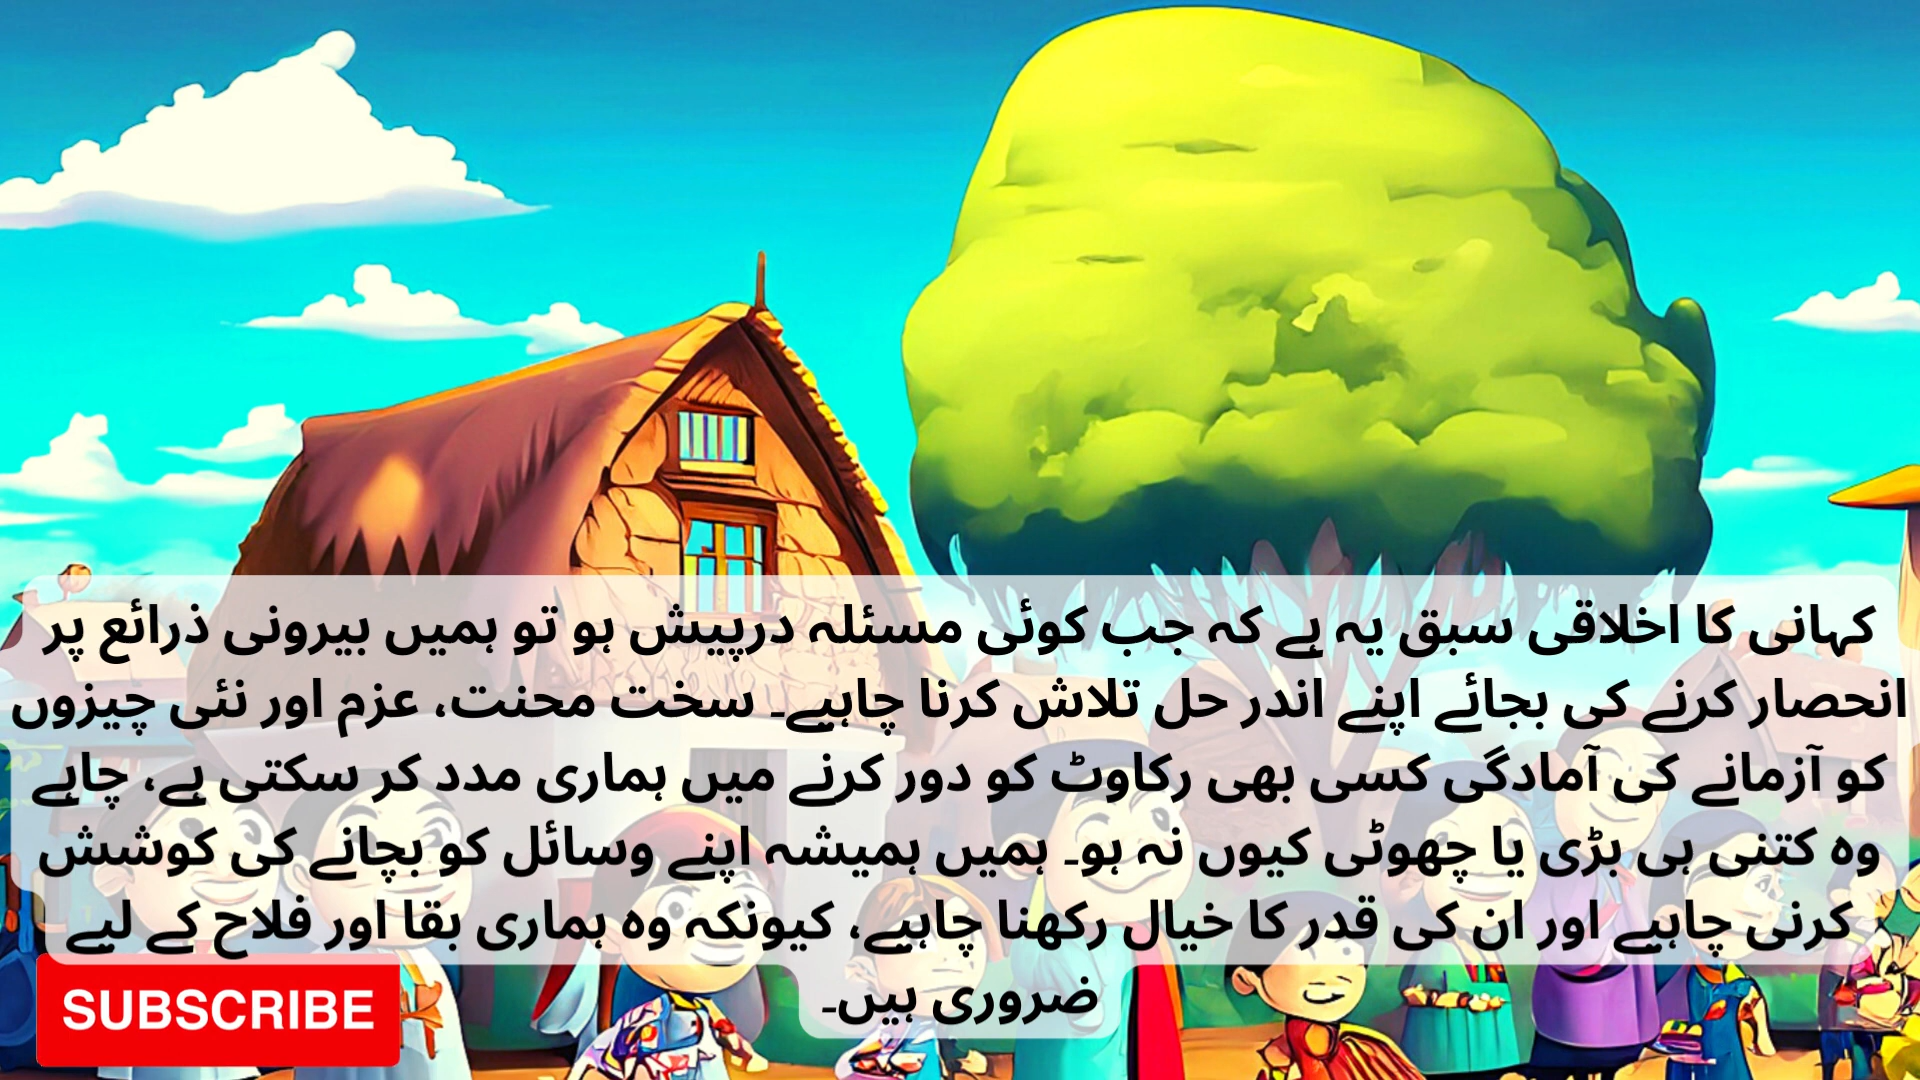 کہانی کا اخلاقی سبق یہ ہے کہ جب کوئی مسئلہ درپیش ہو تو ہمیں بیرونی ذرائع پر
انحصار کرنے کی بجائے اپنے اندر حل تلاش کرنا چاہیے۔ سخت محنت، عزم اور نئی چیزوں
کو آزمانے کی آمادگی کسی بھی رکاوٹ کو دور کرنے میں ہماری مدد کر سکتی ہے، چاہے
وہ کتنی ہی بڑی یا چھوٹی کیوں نہ ہو۔ ہمیں ہمیشہ اپنے وسائل کو بچانے کی کوشش
کرنی چاہیے اور ان کی قدر کا خیال رکھنا چاہیے، کیونکہ وہ ہماری بقا اور فلاح کے لیے
ضروری ہیں۔
SUBSCRIBE